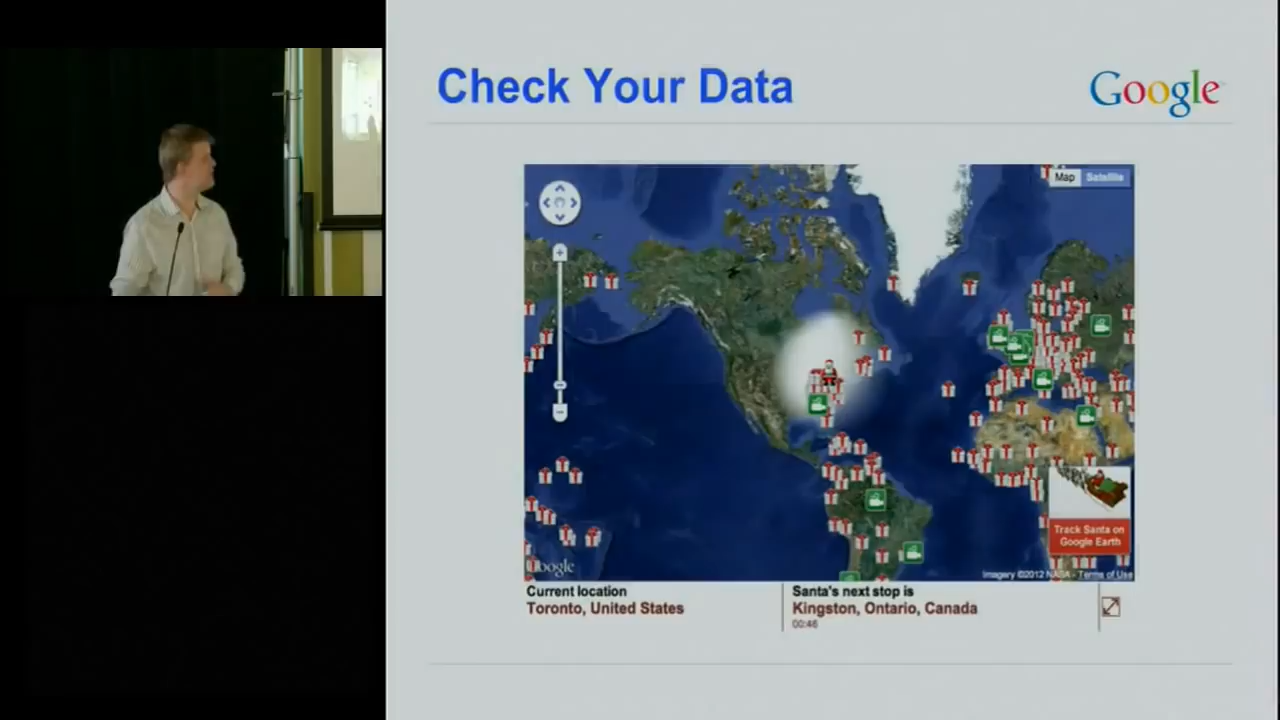 Check Your Data
Google
Map
Satellite
Track Santa on
Google Earth
Google
Imagery ©2012 NASA - Terms of Use
Current location
Toronto, United States
Santa's next stop is
Kingston, Ontario, Canada
00:46